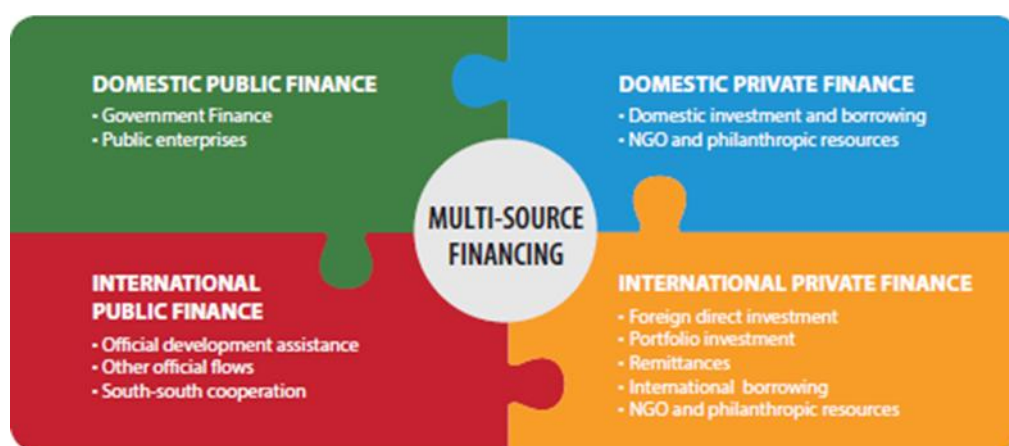 DOMESTIC PUBLIC FINANCE
• Government Finance
• Public enterprises
DOMESTIC PRIVATE FINANCE
• Domestic investment and borrowing
• NGO and philanthropic resources
MULTI-SOURCE
FINANCING
INTERNATIONAL
PUBLIC FINANCE
• Official development assistance
• Other official flows
• South-south cooperation
INTERNATIONAL PRIVATE FINANCE
• Foreign direct investment
• Portfolio investment
• Remittances
• International borrowing
• NGO and philanthropic resources